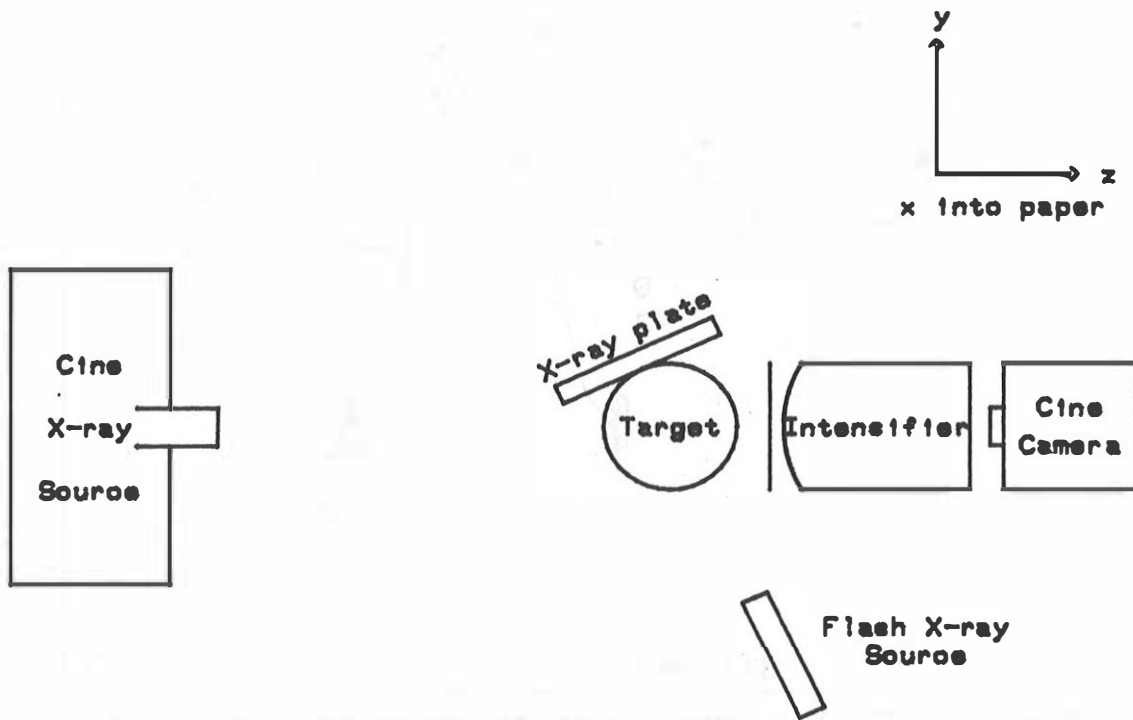 y
z
x into paper
X-ray plate
Cine
X-ray
Source
Target
Intensifier
Cine
Camera
Flash X-ray
Source